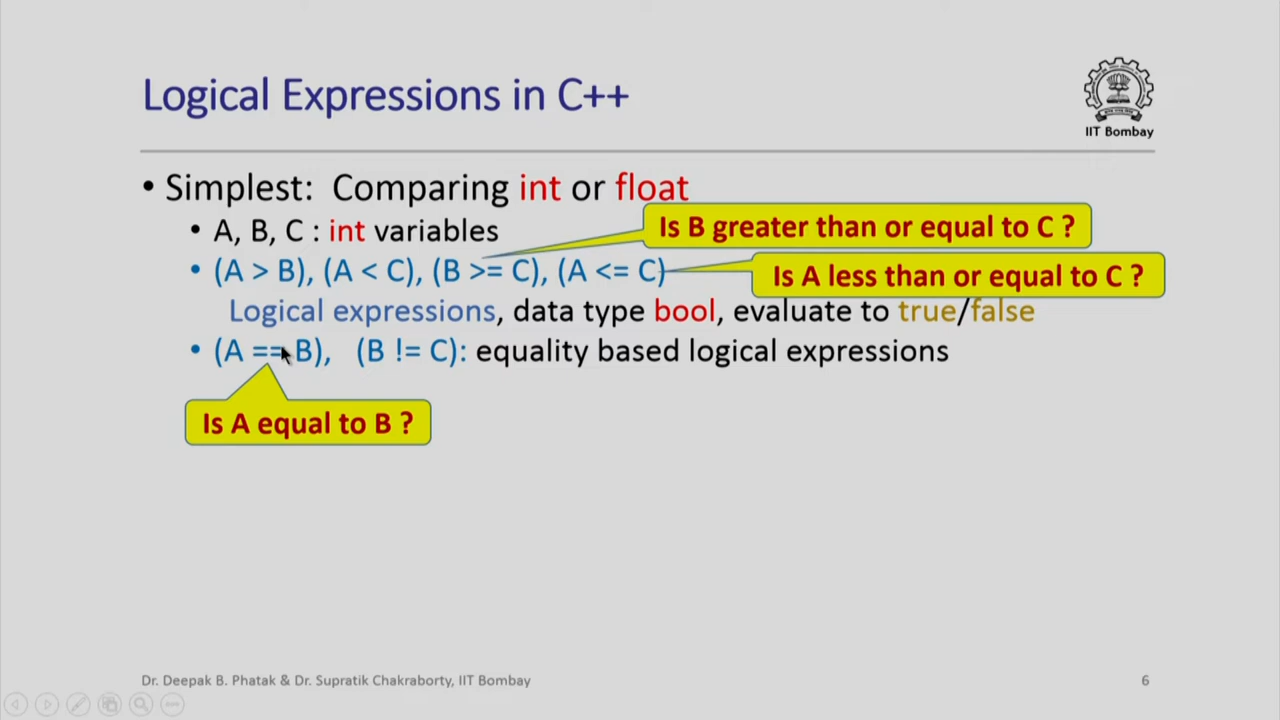 Logical Expressions in C++
IIT Bombay
• Simplest: Comparing int or float
• A, B, C : int variables
Is B greater than or equal to C ?
• (A > B), (A < C), (B >= C), (A <= C)
Is A less than or equal to C ?
Logical expressions, data type bool, evaluate to true/false
• (A == B), (B != C): equality based logical expressions
Is A equal to B ?
Dr. Deepak B. Phatak & Dr. Supratik Chakraborty, IIT Bombay
6